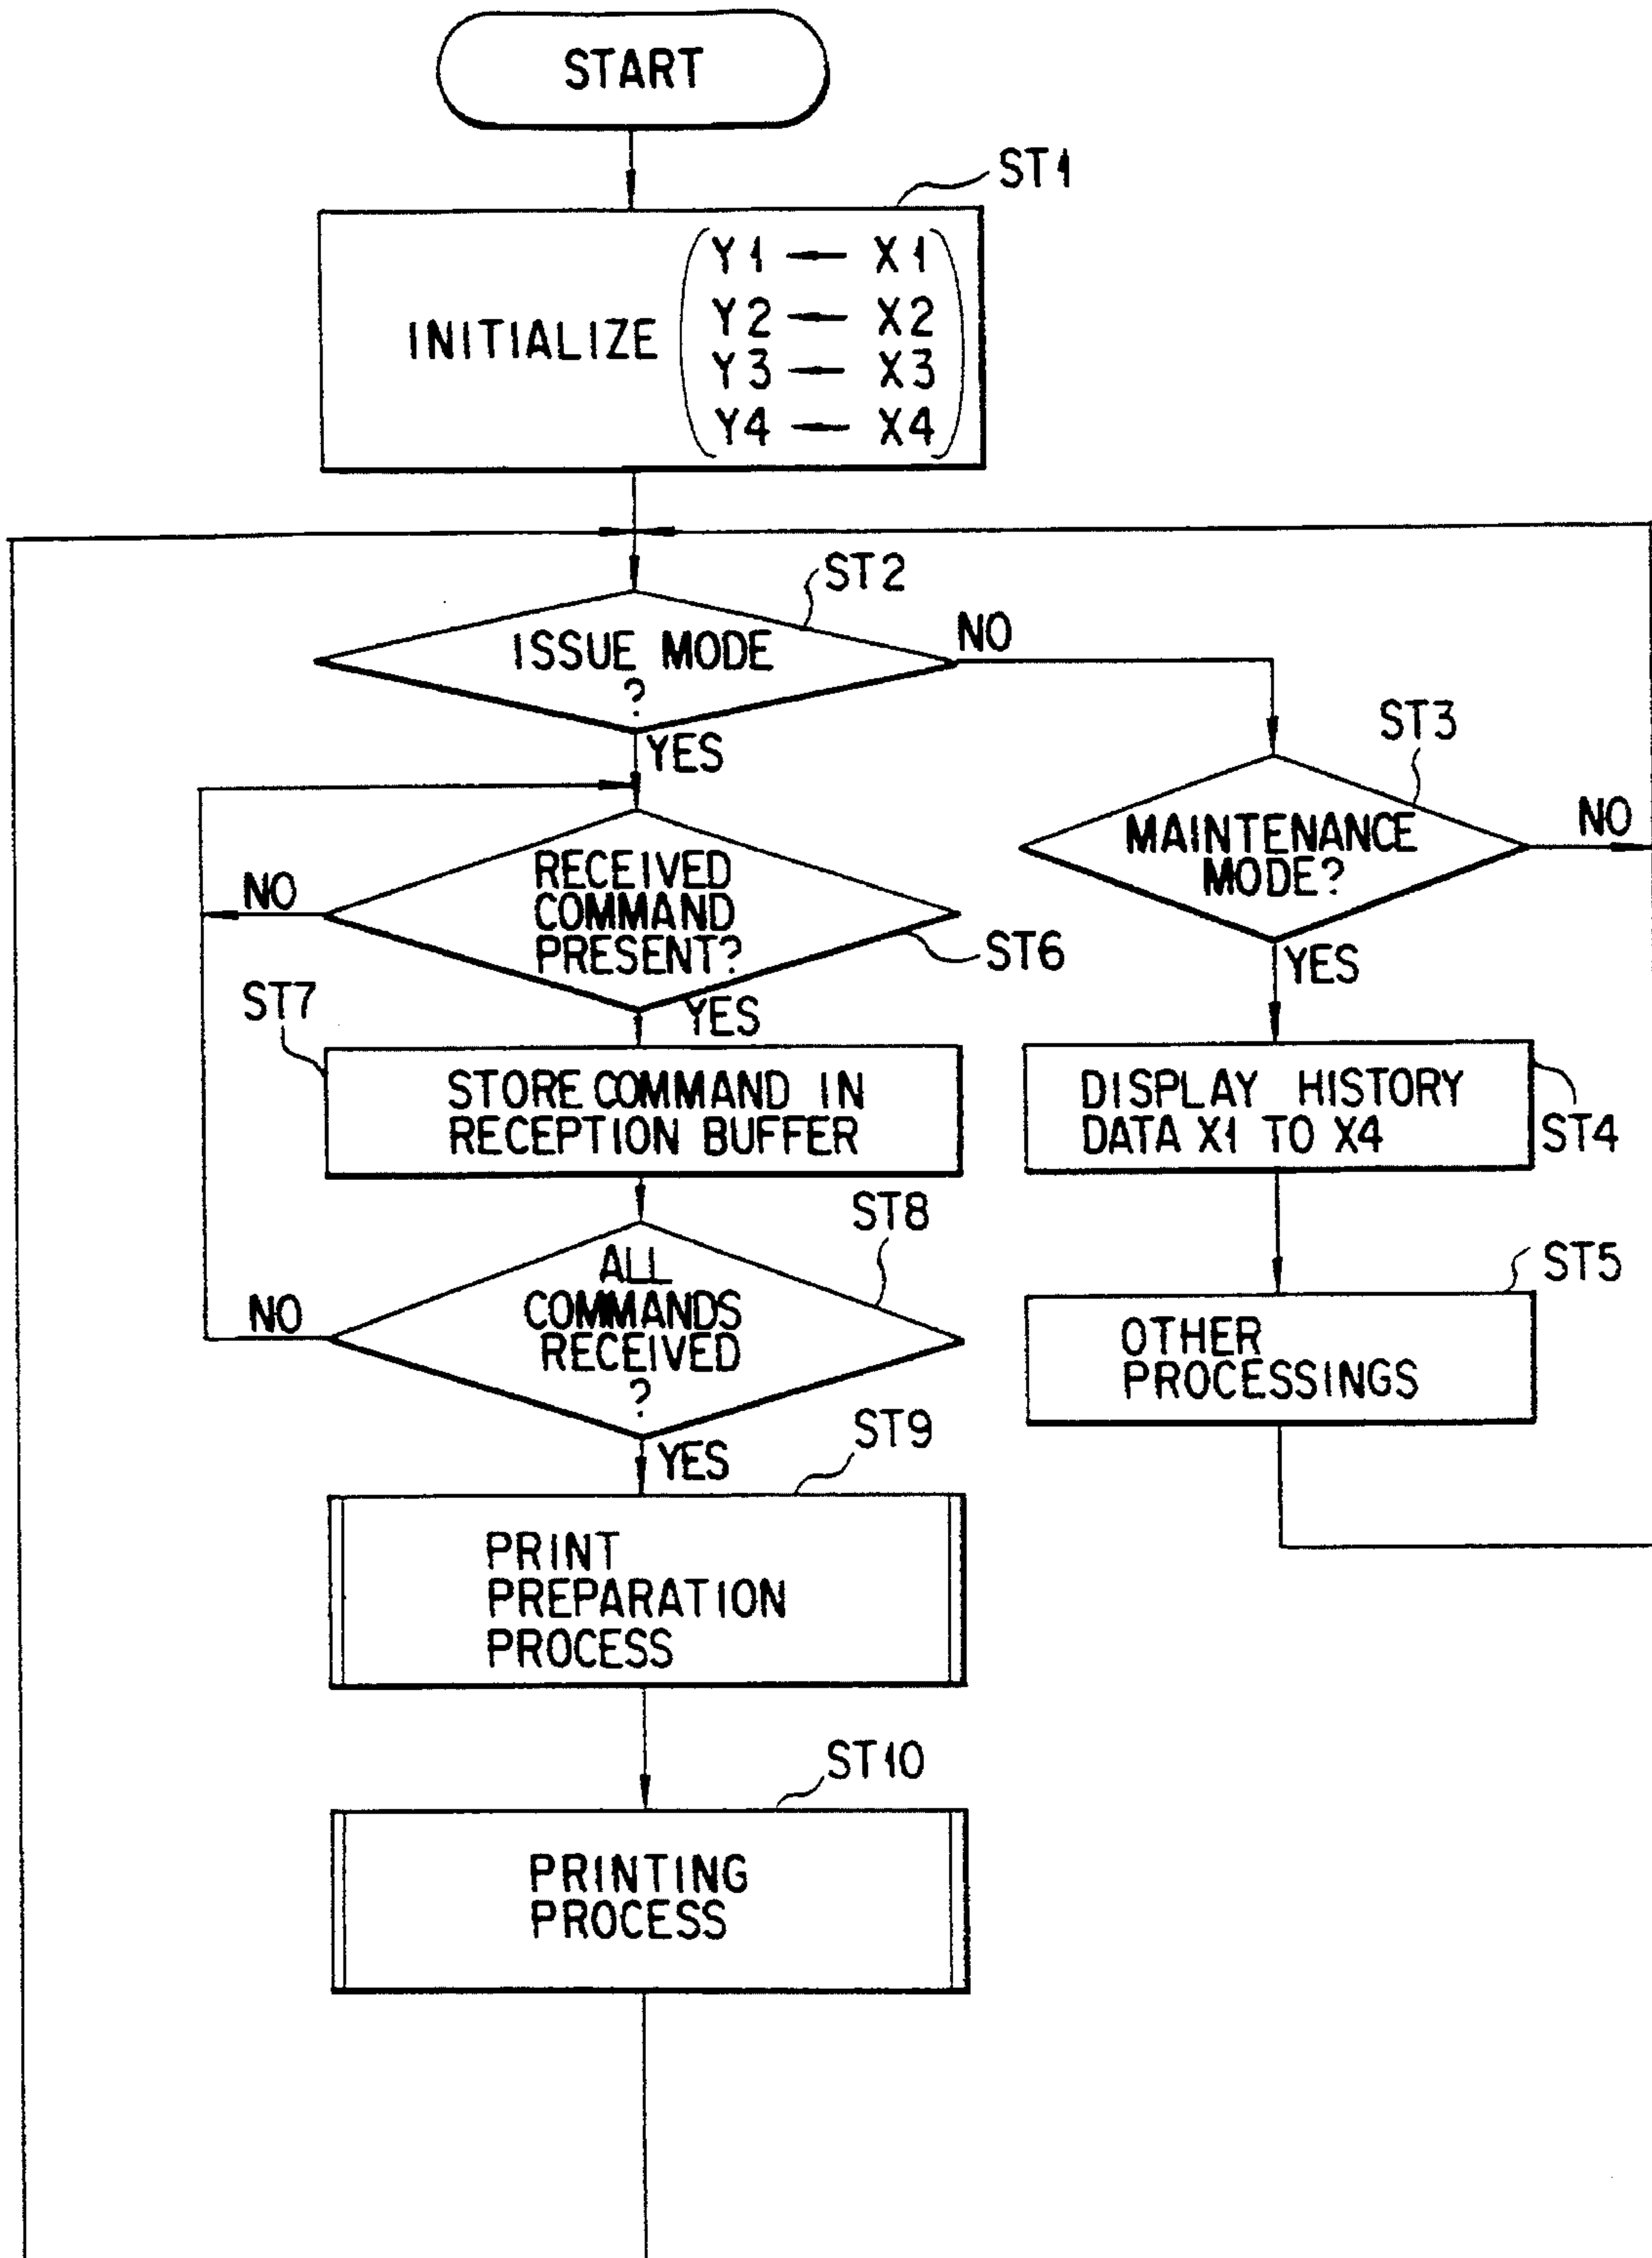 START
ST1
INITIALIZE
Y1 ← X1
Y2 ← X2
Y3 ← X3
Y4 ← X4
ST2
ISSUE MODE
?
NO
YES
ST3
MAINTENANCE
MODE?
NO
YES
RECEIVED
COMMAND
PRESENT?
NO
ST6
YES
ST7
STORE COMMAND IN
RECEPTION BUFFER
DISPLAY HISTORY
DATA X1 TO X4
ST4
ST8
ALL
COMMANDS
RECEIVED
?
NO
YES
ST5
OTHER
PROCESSINGS
ST9
PRINT
PREPARATION
PROCESS
ST10
PRINTING
PROCESS